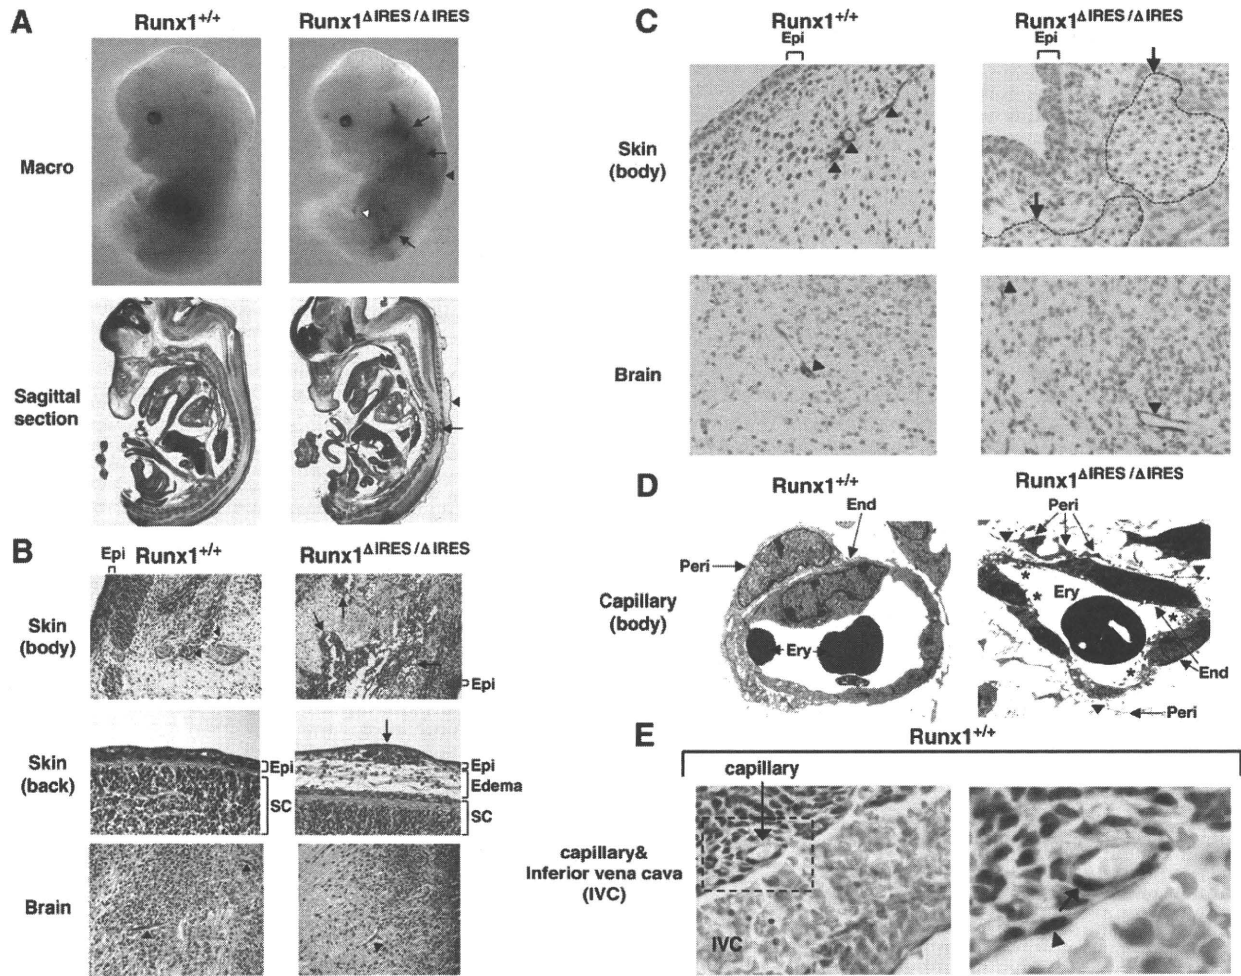 A
Runx1+/+
Runx1ΔIRES/ΔIRES
Macro
Sagittal
section
B
Epi
Runx1+/+
Runx1ΔIRES/ΔIRES
Skin
(body)
Epi
Skin
(back)
Epi
SC
Epi
Edema
SC
Brain
C
Runx1+/+
Runx1ΔIRES/ΔIRES
Epi
Epi
Skin
(body)
Brain
D
Runx1+/+
Runx1ΔIRES/ΔIRES
End
Peri
Peri
Capillary
(body)
Ery
Ery
*
*
*
*
*
End
Peri
E
Runx1+/+
capillary
capillary&
Inferior vena cava
(IVC)
IVC